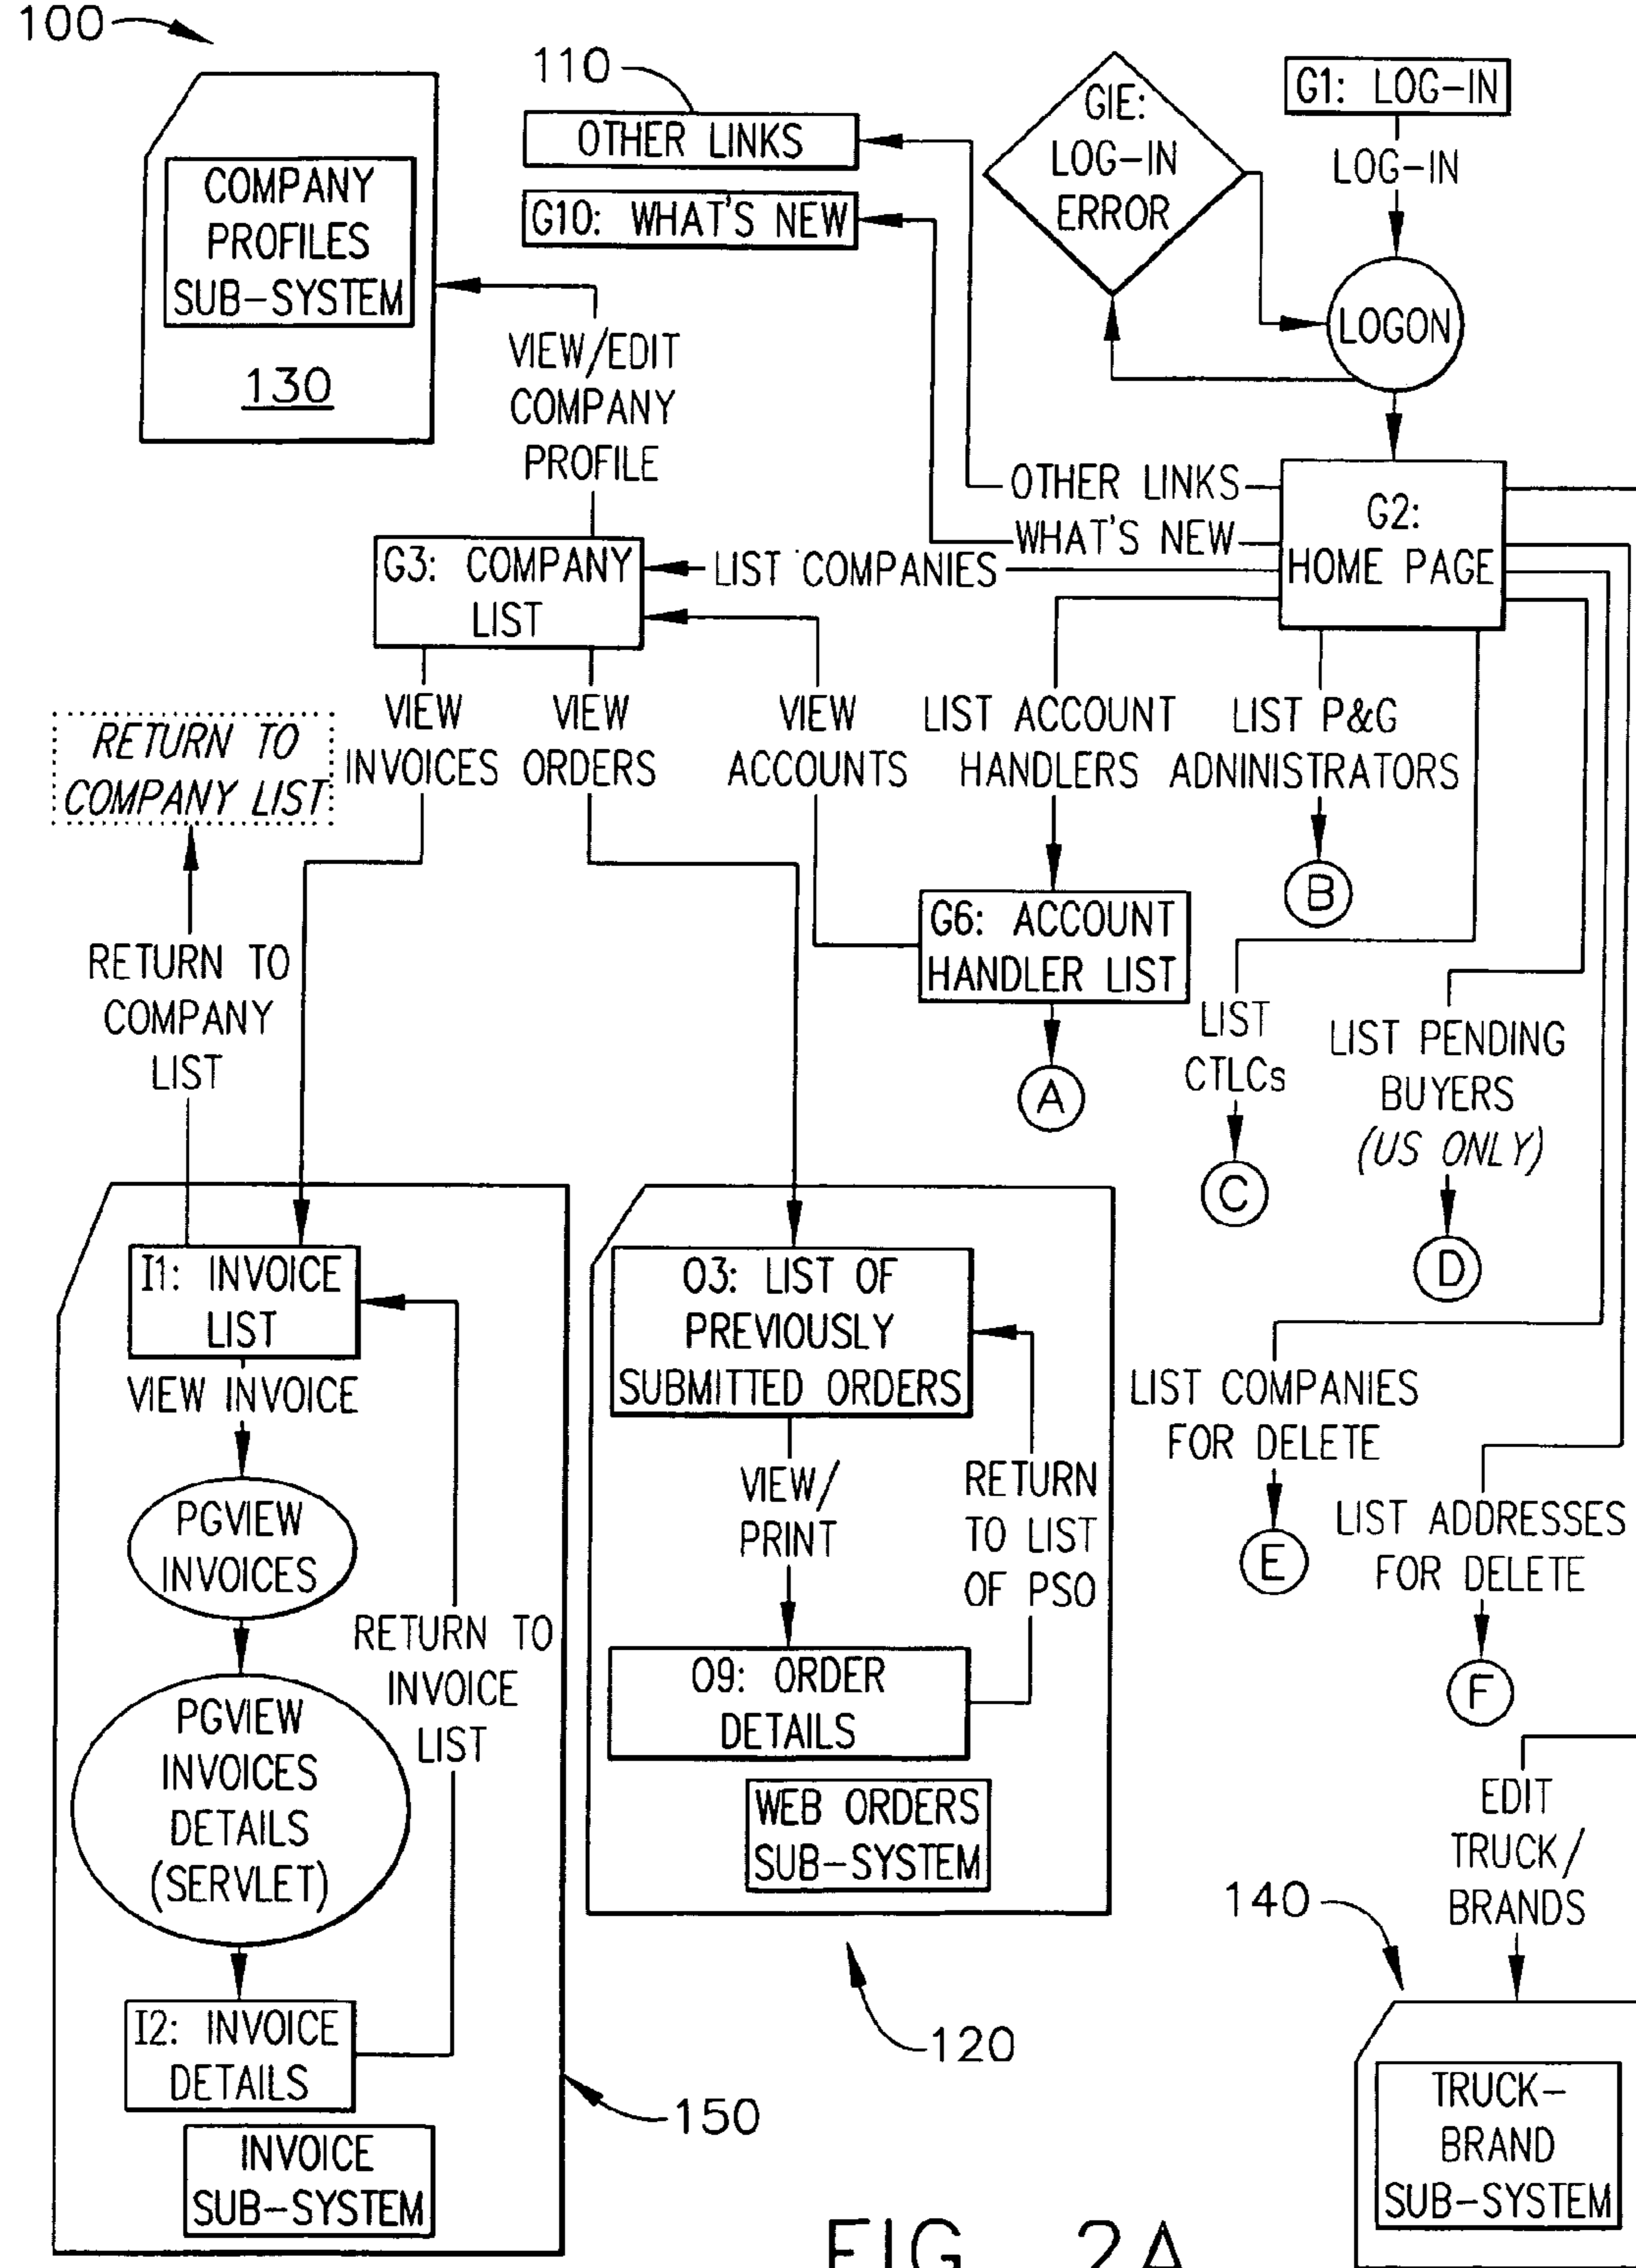 100
110
OTHER LINKS
G10: WHAT'S NEW
GIE:
LOG-IN
ERROR
G1: LOG-IN
LOG-IN
LOGON
COMPANY
PROFILES
SUB-SYSTEM
130
VIEW/EDIT
COMPANY
PROFILE
OTHER LINKS
WHAT'S NEW
G2:
HOME PAGE
G3: COMPANY
LIST
LIST COMPANIES
RETURN TO
COMPANY LIST
VIEW
INVOICES
VIEW
ORDERS
VIEW
ACCOUNTS
LIST ACCOUNT
HANDLERS
LIST P&G
ADNINISTRATORS
B
G6: ACCOUNT
HANDLER LIST
A
RETURN TO
COMPANY
LIST
LIST
CTLCs
C
LIST PENDING
BUYERS
(US ONLY)
D
I1: INVOICE
LIST
VIEW INVOICE
PGVIEW
INVOICES
PGVIEW
INVOICES
DETAILS
(SERVLET)
RETURN TO
INVOICE
LIST
I2: INVOICE
DETAILS
INVOICE
SUB-SYSTEM
150
O3: LIST OF
PREVIOUSLY
SUBMITTED ORDERS
VIEW/
PRINT
RETURN
TO LIST
OF PSO
O9: ORDER
DETAILS
WEB ORDERS
SUB-SYSTEM
120
LIST COMPANIES
FOR DELETE
E
LIST ADDRESSES
FOR DELETE
F
EDIT
TRUCK/
BRANDS
140
TRUCK-
BRAND
SUB-SYSTEM
FIG. 2A